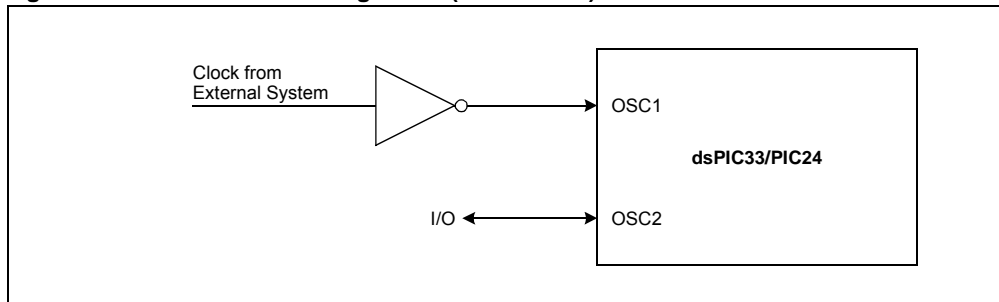 Clock from
External System
OSC1
dsPIC33/PIC24
I/O
OSC2